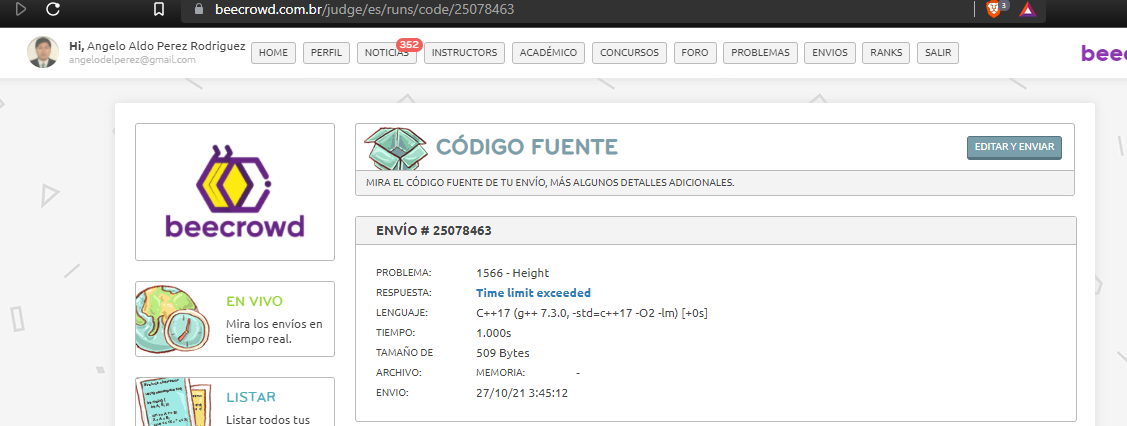 beecrowd.com.br/judge/es/runs/code/25078463
3
Hi, Angelo Aldo Perez Rodriguez
angelodelperez@gmail.com
HOME PERFIL NOTICIAS 352 INSTRUCTORS ACADÉMICO CONCURSOS FORO PROBLEMAS ENVIOS RANKS SALIR
beecrowd
CÓDIGO FUENTE
EDITAR Y ENVIAR
MIRA EL CÓDIGO FUENTE DE TU ENVÍO, MÁS ALGUNOS DETALLES ADICIONALES.
ENVÍO # 25078463
PROBLEMA: 1566 - Height
RESPUESTA: Time limit exceeded
LENGUAJE: C++17 (g++ 7.3.0, -std=c++17 -O2 -lm) [+0s]
TIEMPO: 1.000s
TAMAÑO DE 509 Bytes
ARCHIVO: MEMORIA: -
ENVIO: 27/10/21 3:45:12
EN VIVO
Mira los envíos en
tiempo real.
LISTAR
Listar todos tus